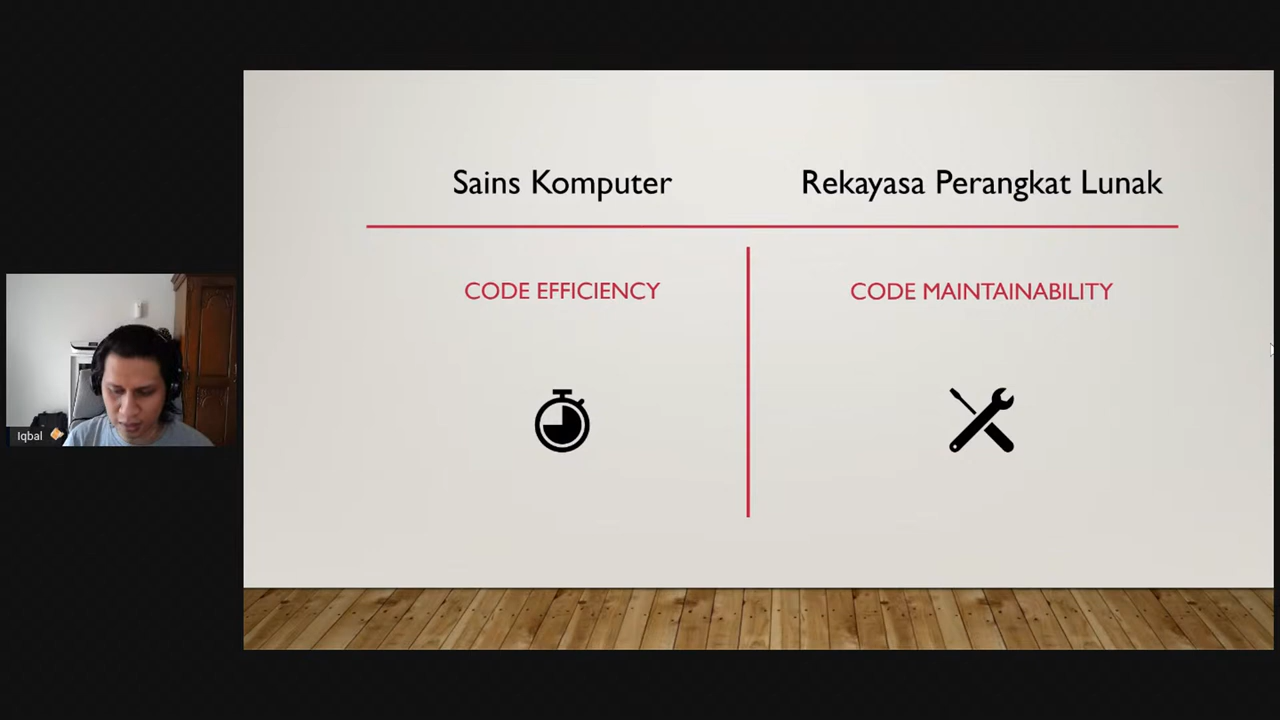 Sains Komputer
Rekayasa Perangkat Lunak
CODE EFFICIENCY
CODE MAINTAINABILITY
Iqbal